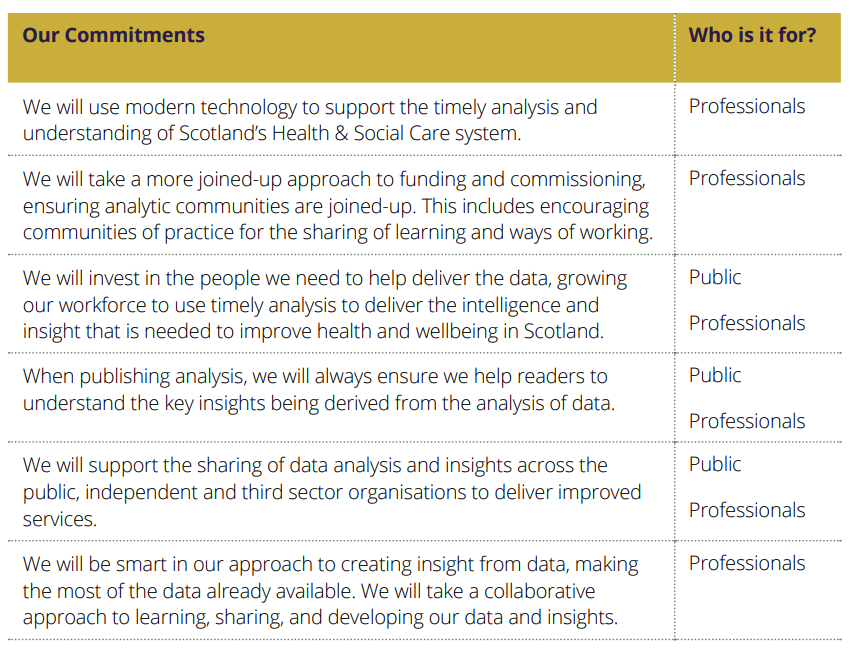 Our Commitments
Who is it for?
We will use modern technology to support the timely analysis and
understanding of Scotland’s Health & Social Care system.
Professionals
We will take a more joined-up approach to funding and commissioning,
ensuring analytic communities are joined-up. This includes encouraging
communities of practice for the sharing of learning and ways of working.
Professionals
We will invest in the people we need to help deliver the data, growing
our workforce to use timely analysis to deliver the intelligence and
insight that is needed to improve health and wellbeing in Scotland.
Public
Professionals
When publishing analysis, we will always ensure we help readers to
understand the key insights being derived from the analysis of data.
Public
Professionals
We will support the sharing of data analysis and insights across the
public, independent and third sector organisations to deliver improved
services.
Public
Professionals
We will be smart in our approach to creating insight from data, making
the most of the data already available. We will take a collaborative
approach to learning, sharing, and developing our data and insights.
Professionals